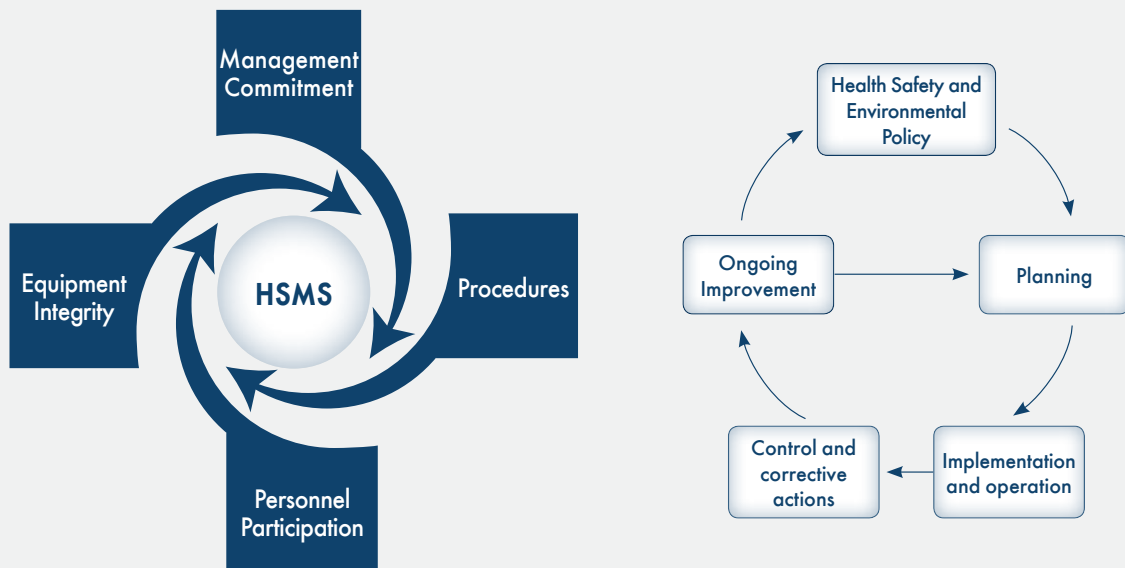 Management
Commitment
Equipment
Integrity
HSMS
Procedures
Personnel
Participation
Health Safety and
Environmental
Policy
Ongoing
Improvement
Planning
Control and
corrective
actions
Implementation
and operation